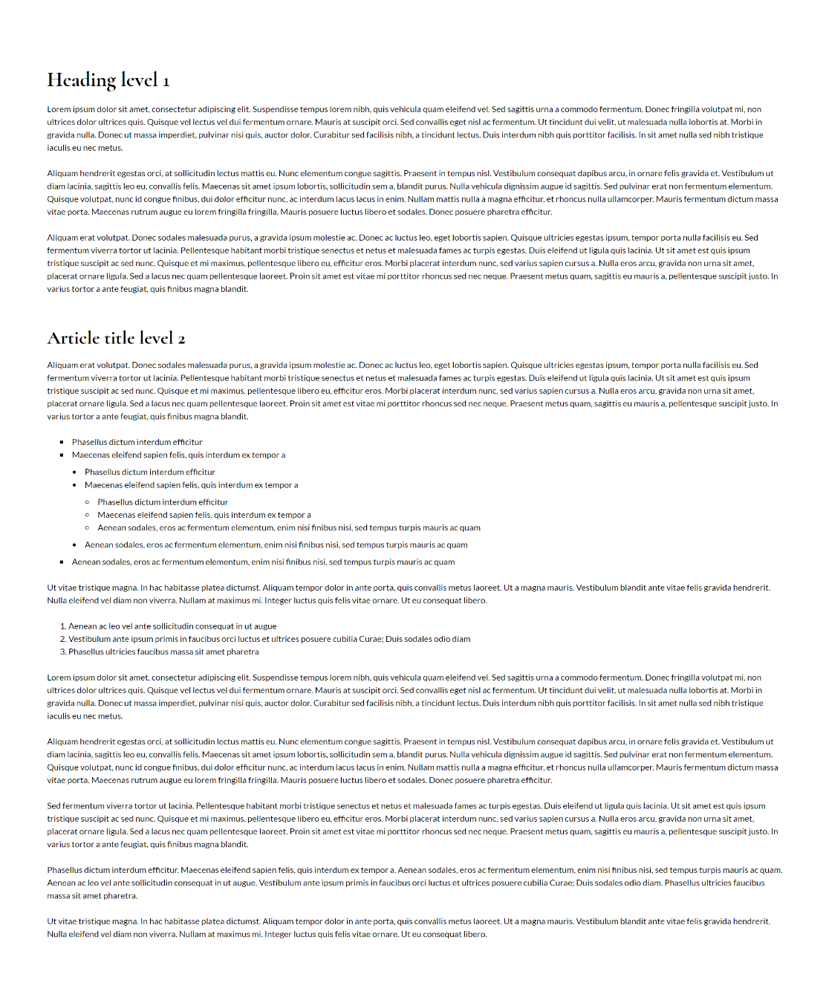 Heading level 1
Lorem ipsum dolor sit amet, consectetur adipiscing elit. Suspendisse tempus lorem nibh, quis vehicula quam eleifend vel. Sed sagittis urna a commodo fermentum. Donec fringilla volutpat mi, non
ultrices dolor ultrices quis. Quisque vel lectus vel dui fermentum ornare. Mauris at suscipit orci. Sed convallis eget nisl ac fermentum. Ut tincidunt dui velit, ut malesuada nulla lobortis at. Morbi in
gravida nulla. Donec ut massa imperdiet, pulvinar nisi quis, auctor dolor. Curabitur sed facilisis nibh, a tincidunt lectus. Duis interdum nibh quis porttitor facilisis. In sit amet nulla sed nibh tristique
iaculis eu nec metus.
Aliquam hendrerit egestas orci, at sollicitudin lectus mattis eu. Nunc elementum congue sagittis. Praesent in tempus nisl. Vestibulum consequat dapibus arcu, in ornare felis gravida et. Vestibulum ut
diam lacinia, sagittis leo eu, convallis felis. Maecenas sit amet ipsum lobortis, sollicitudin sem a, blandit purus. Nulla vehicula dignissim augue id sagittis. Sed pulvinar erat non fermentum elementum.
Quisque volutpat, nunc id congue finibus, dui dolor efficitur nunc, ac interdum lacus lacus in enim. Nullam mattis nulla a magna efficitur, et rhoncus nulla ullamcorper. Mauris fermentum dictum massa
vitae porta. Maecenas rutrum augue eu lorem fringilla fringilla. Mauris posuere luctus libero et sodales. Donec posuere pharetra efficitur.
Aliquam erat volutpat. Donec sodales malesuada purus, a gravida ipsum molestie ac. Donec ac luctus leo, eget lobortis sapien. Quisque ultricies egestas ipsum, tempor porta nulla facilisis eu. Sed
fermentum viverra tortor ut lacinia. Pellentesque habitant morbi tristique senectus et netus et malesuada fames ac turpis egestas. Duis eleifend ut ligula quis lacinia. Ut sit amet est quis ipsum
tristique suscipit ac sed nunc. Quisque et mi maximus, pellentesque libero eu, efficitur eros. Morbi placerat interdum nunc, sed varius sapien cursus a. Nulla eros arcu, gravida non urna sit amet,
placerat ornare ligula. Sed a lacus nec quam pellentesque laoreet. Proin sit amet est vitae mi porttitor rhoncus sed nec neque. Praesent metus quam, sagittis eu mauris a, pellentesque suscipit justo. In
varius tortor a ante feugiat, quis finibus magna blandit.
Article title level 2
Aliquam erat volutpat. Donec sodales malesuada purus, a gravida ipsum molestie ac. Donec ac luctus leo, eget lobortis sapien. Quisque ultricies egestas ipsum, tempor porta nulla facilisis eu. Sed
fermentum viverra tortor ut lacinia. Pellentesque habitant morbi tristique senectus et netus et malesuada fames ac turpis egestas. Duis eleifend ut ligula quis lacinia. Ut sit amet est quis ipsum
tristique suscipit ac sed nunc. Quisque et mi maximus, pellentesque libero eu, efficitur eros. Morbi placerat interdum nunc, sed varius sapien cursus a. Nulla eros arcu, gravida non urna sit amet,
placerat ornare ligula. Sed a lacus nec quam pellentesque laoreet. Proin sit amet est vitae mi porttitor rhoncus sed nec neque. Praesent metus quam, sagittis eu mauris a, pellentesque suscipit justo. In
varius tortor a ante feugiat, quis finibus magna blandit.
Phasellus dictum interdum efficitur
Maecenas eleifend sapien felis, quis interdum ex tempor a
Phasellus dictum interdum efficitur
Maecenas eleifend sapien felis, quis interdum ex tempor a
Phasellus dictum interdum efficitur
Maecenas eleifend sapien felis, quis interdum ex tempor a
Aenean sodales, eros ac fermentum elementum, enim nisi finibus nisi, sed tempus turpis mauris ac quam
Aenean sodales, eros ac fermentum elementum, enim nisi finibus nisi, sed tempus turpis mauris ac quam
Aenean sodales, eros ac fermentum elementum, enim nisi finibus nisi, sed tempus turpis mauris ac quam
Ut vitae tristique magna. In hac habitasse platea dictumst. Aliquam tempor dolor in ante porta, quis convallis metus laoreet. Ut a magna mauris. Vestibulum blandit ante vitae felis gravida hendrerit.
Nulla eleifend vel diam non viverra. Nullam at maximus mi. Integer luctus quis felis vitae ornare. Ut eu consequat libero.
1. Aenean ac leo vel ante sollicitudin consequat in ut augue
2. Vestibulum ante ipsum primis in faucibus orci luctus et ultrices posuere cubilia Curae; Duis sodales odio diam
3. Phasellus ultricies faucibus massa sit amet pharetra
Lorem ipsum dolor sit amet, consectetur adipiscing elit. Suspendisse tempus lorem nibh, quis vehicula quam eleifend vel. Sed sagittis urna a commodo fermentum. Donec fringilla volutpat mi, non
ultrices dolor ultrices quis. Quisque vel lectus vel dui fermentum ornare. Mauris at suscipit orci. Sed convallis eget nisl ac fermentum. Ut tincidunt dui velit, ut malesuada nulla lobortis at. Morbi in
gravida nulla. Donec ut massa imperdiet, pulvinar nisi quis, auctor dolor. Curabitur sed facilisis nibh, a tincidunt lectus. Duis interdum nibh quis porttitor facilisis. In sit amet nulla sed nibh tristique
iaculis eu nec metus.
Aliquam hendrerit egestas orci, at sollicitudin lectus mattis eu. Nunc elementum congue sagittis. Praesent in tempus nisl. Vestibulum consequat dapibus arcu, in ornare felis gravida et. Vestibulum ut
diam lacinia, sagittis leo eu, convallis felis. Maecenas sit amet ipsum lobortis, sollicitudin sem a, blandit purus. Nulla vehicula dignissim augue id sagittis. Sed pulvinar erat non fermentum elementum.
Quisque volutpat, nunc id congue finibus, dui dolor efficitur nunc, ac interdum lacus lacus in enim. Nullam mattis nulla a magna efficitur, et rhoncus nulla ullamcorper. Mauris fermentum dictum massa
vitae porta. Maecenas rutrum augue eu lorem fringilla fringilla. Mauris posuere luctus libero et sodales. Donec posuere pharetra efficitur.
Sed fermentum viverra tortor ut lacinia. Pellentesque habitant morbi tristique senectus et netus et malesuada fames ac turpis egestas. Duis eleifend ut ligula quis lacinia. Ut sit amet est quis ipsum
tristique suscipit ac sed nunc. Quisque et mi maximus, pellentesque libero eu, efficitur eros. Morbi placerat interdum nunc, sed varius sapien cursus a. Nulla eros arcu, gravida non urna sit amet,
placerat ornare ligula. Sed a lacus nec quam pellentesque laoreet. Proin sit amet est vitae mi porttitor rhoncus sed nec neque. Praesent metus quam, sagittis eu mauris a, pellentesque suscipit justo. In
varius tortor a ante feugiat, quis finibus magna blandit.
Phasellus dictum interdum efficitur. Maecenas eleifend sapien felis, quis interdum ex tempor a. Aenean sodales, eros ac fermentum elementum, enim nisi finibus nisi, sed tempus turpis mauris ac quam.
Aenean ac leo vel ante sollicitudin consequat in ut augue. Vestibulum ante ipsum primis in faucibus orci luctus et ultrices posuere cubilia Curae; Duis sodales odio diam. Phasellus ultricies faucibus
massa sit amet pharetra.
Ut vitae tristique magna. In hac habitasse platea dictumst. Aliquam tempor dolor in ante porta, quis convallis metus laoreet. Ut a magna mauris. Vestibulum blandit ante vitae felis gravida hendrerit.
Nulla eleifend vel diam non viverra. Nullam at maximus mi. Integer luctus quis felis vitae ornare. Ut eu consequat libero.